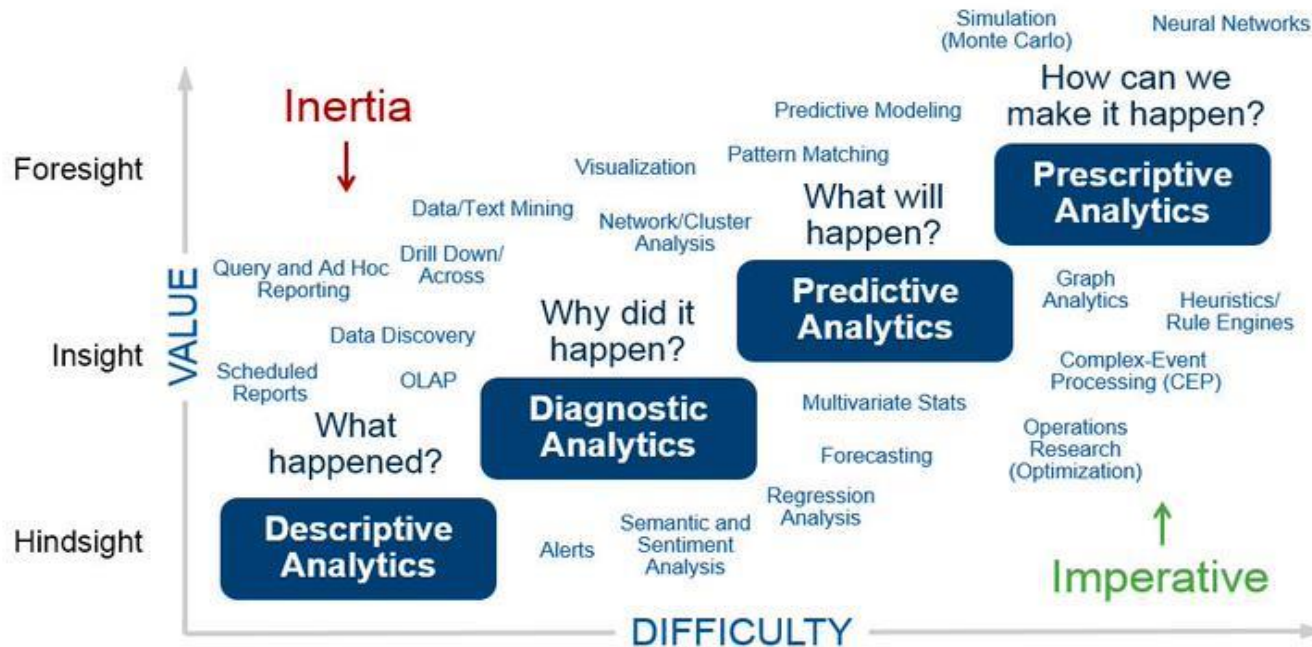 Simulation
(Monte Carlo)
Neural Networks
How can we
make it happen?
Inertia
Predictive Modeling
Pattern Matching
Visualization
Foresight
Prescriptive
Analytics
What will
happen?
Data/Text Mining
Network/Cluster
Analysis
Drill Down/
Across
Query and Ad Hoc
Reporting
Predictive
Analytics
Graph
Analytics
Heuristics/
Rule Engines
VALUE
Why did it
happen?
Data Discovery
Insight
Scheduled
Reports
OLAP
Complex-Event
Processing (CEP)
Diagnostic
Analytics
Multivariate Stats
What
happened?
Operations
Research
(Optimization)
Forecasting
Regression
Analysis
Hindsight
Descriptive
Analytics
Alerts
Semantic and
Sentiment
Analysis
Imperative
DIFFICULTY